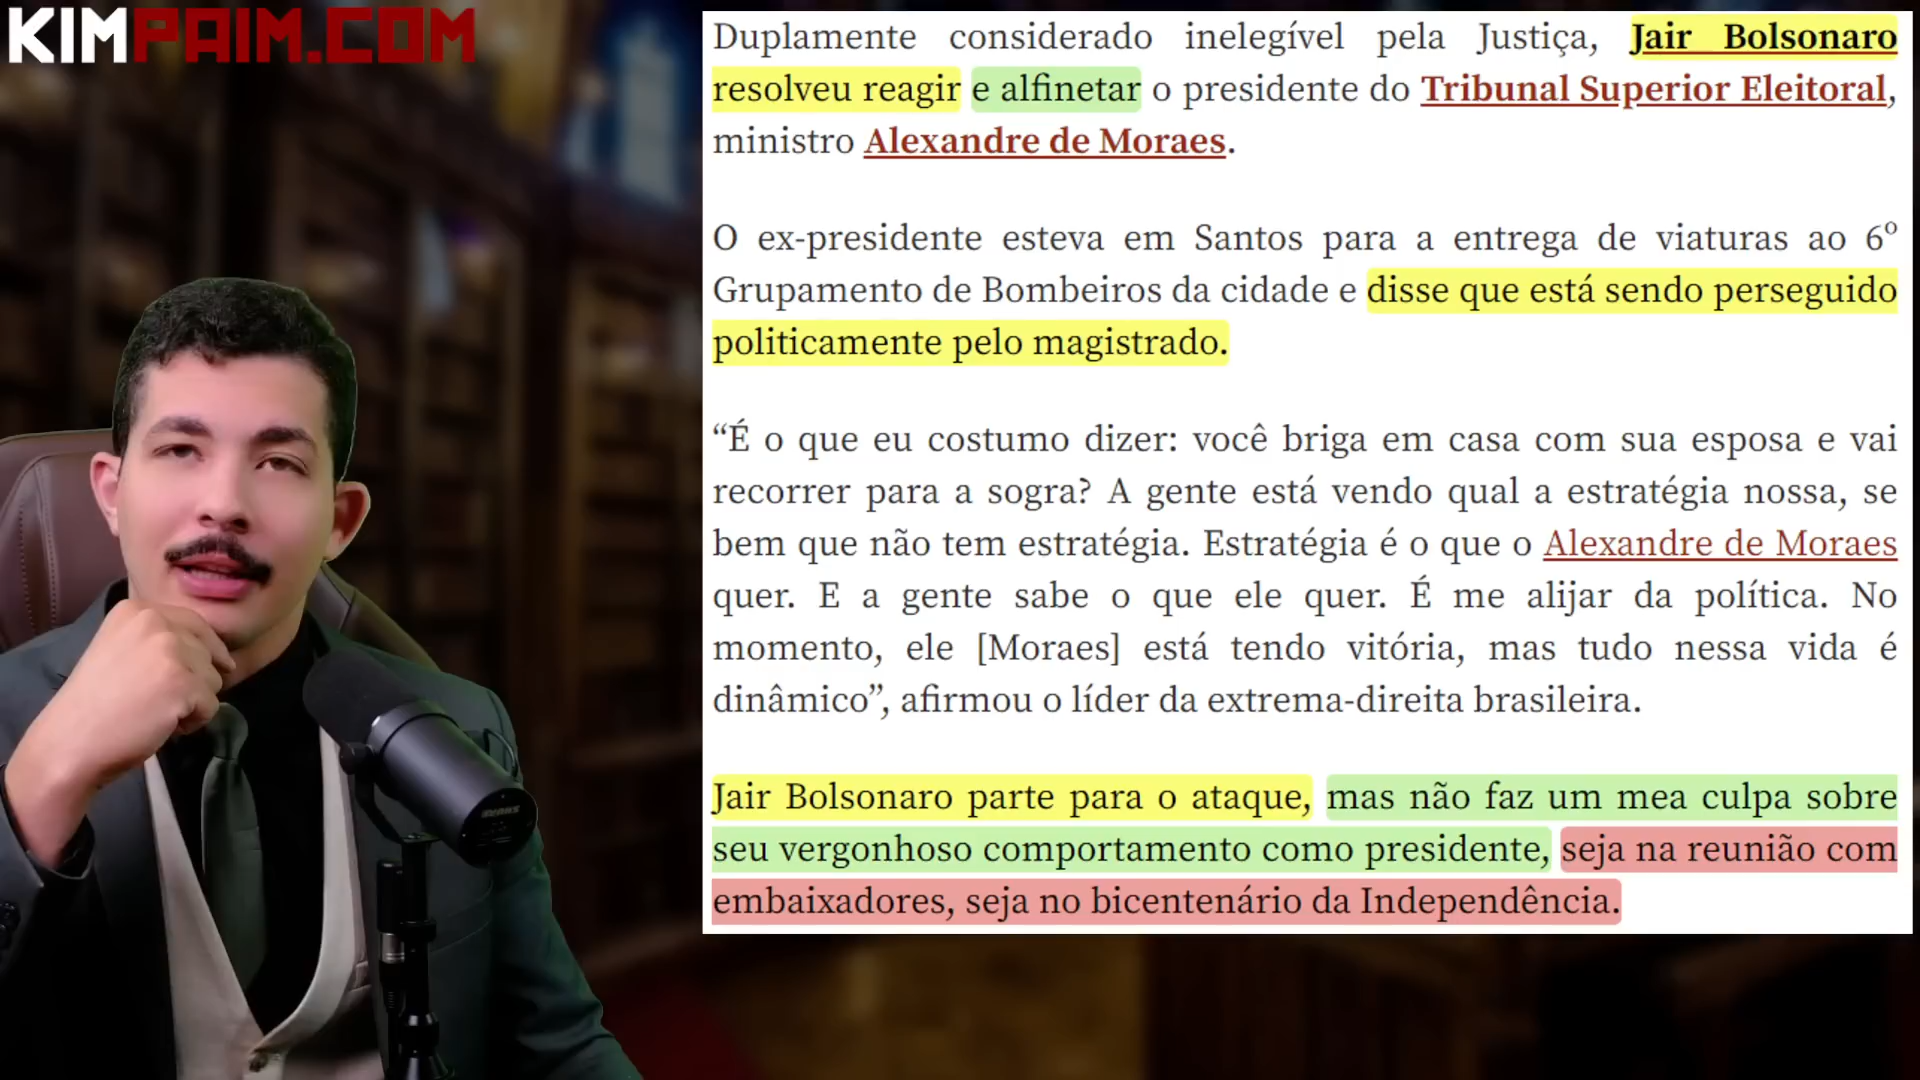 KIMPAIM.COM
Duplamente considerado inelegível pela Justiça, Jair Bolsonaro
resolveu reagir e alfinetar o presidente do Tribunal Superior Eleitoral,
ministro Alexandre de Moraes.
O ex-presidente esteva em Santos para a entrega de viaturas ao 6º
Grupamento de Bombeiros da cidade e disse que está sendo perseguido
politicamente pelo magistrado.
“É o que eu costumo dizer: você briga em casa com sua esposa e vai
recorrer para a sogra? A gente está vendo qual a estratégia nossa, se
bem que não tem estratégia. Estratégia é o que o Alexandre de Moraes
quer. E a gente sabe o que ele quer. É me alijar da política. No
momento, ele [Moraes] está tendo vitória, mas tudo nessa vida é
dinâmico”, afirmou o líder da extrema-direita brasileira.
Jair Bolsonaro parte para o ataque, mas não faz um mea culpa sobre
seu vergonhoso comportamento como presidente, seja na reunião com
embaixadores, seja no bicentenário da Independência.